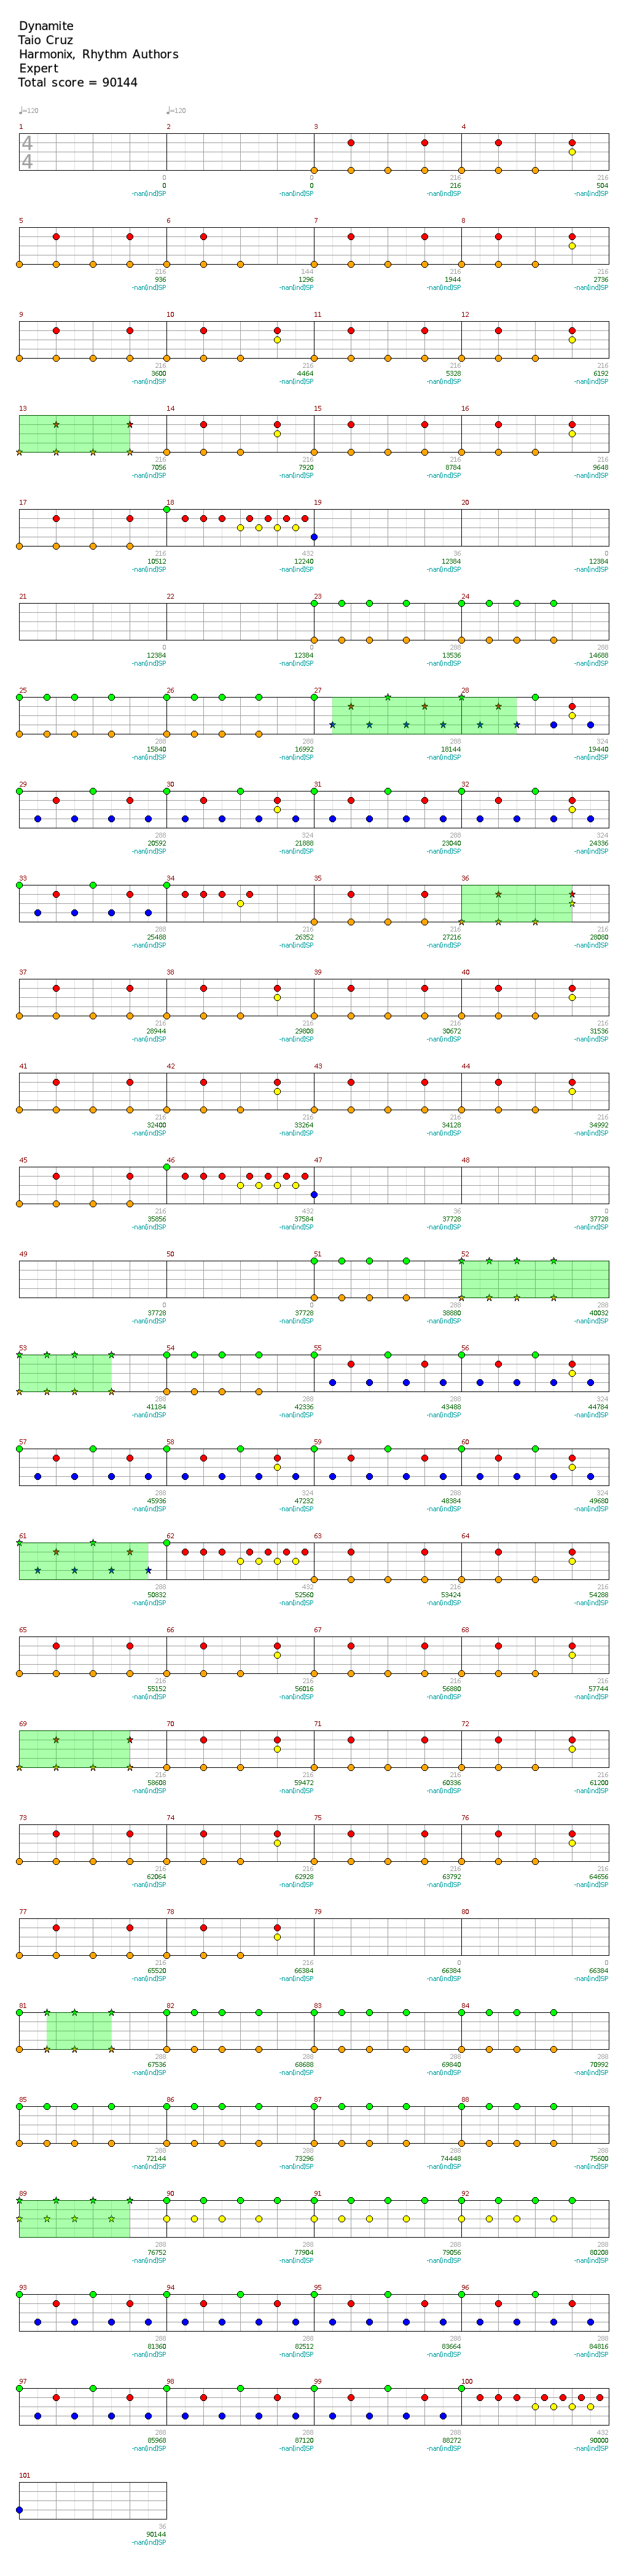 Dynamite
Taio Cruz
Harmonix, Rhythm Authors
Expert
Total score = 90144
♩=120 ♩=120
1 2 3 4
4
4
0 0 216 216
0 0 216 504
-nan(ind)SP -nan(ind)SP -nan(ind)SP -nan(ind)SP
5 6 7 8
216 144 216 216
936 1296 1944 2736
-nan(ind)SP -nan(ind)SP -nan(ind)SP -nan(ind)SP
9 10 11 12
216 216 216 216
3600 4464 5328 6192
-nan(ind)SP -nan(ind)SP -nan(ind)SP -nan(ind)SP
13 14 15 16
216 216 216 216
7056 7920 8784 9648
-nan(ind)SP -nan(ind)SP -nan(ind)SP -nan(ind)SP
17 18 19 20
216 432 36 0
10512 12240 12384 12384
-nan(ind)SP -nan(ind)SP -nan(ind)SP -nan(ind)SP
21 22 23 24
0 0 288 288
12384 12384 13536 14688
-nan(ind)SP -nan(ind)SP -nan(ind)SP -nan(ind)SP
25 26 27 28
288 288 288 324
15840 16992 18144 19440
-nan(ind)SP -nan(ind)SP -nan(ind)SP -nan(ind)SP
29 30 31 32
288 324 288 324
20592 21888 23040 24336
-nan(ind)SP -nan(ind)SP -nan(ind)SP -nan(ind)SP
33 34 35 36
288 216 216 216
25488 26352 27216 28080
-nan(ind)SP -nan(ind)SP -nan(ind)SP -nan(ind)SP
37 38 39 40
216 216 216 216
28944 29808 30672 31536
-nan(ind)SP -nan(ind)SP -nan(ind)SP -nan(ind)SP
41 42 43 44
216 216 216 216
32400 33264 34128 34992
-nan(ind)SP -nan(ind)SP -nan(ind)SP -nan(ind)SP
45 46 47 48
216 432 36 0
35856 37584 37728 37728
-nan(ind)SP -nan(ind)SP -nan(ind)SP -nan(ind)SP
49 50 51 52
0 0 288 288
37728 37728 38880 40032
-nan(ind)SP -nan(ind)SP -nan(ind)SP -nan(ind)SP
53 54 55 56
288 288 288 324
41184 42336 43488 44784
-nan(ind)SP -nan(ind)SP -nan(ind)SP -nan(ind)SP
57 58 59 60
288 324 288 324
45936 47232 48384 49680
-nan(ind)SP -nan(ind)SP -nan(ind)SP -nan(ind)SP
61 62 63 64
288 432 216 216
50832 52560 53424 54288
-nan(ind)SP -nan(ind)SP -nan(ind)SP -nan(ind)SP
65 66 67 68
216 216 216 216
55152 56016 56880 57744
-nan(ind)SP -nan(ind)SP -nan(ind)SP -nan(ind)SP
69 70 71 72
216 216 216 216
58608 59472 60336 61200
-nan(ind)SP -nan(ind)SP -nan(ind)SP -nan(ind)SP
73 74 75 76
216 216 216 216
62064 62928 63792 64656
-nan(ind)SP -nan(ind)SP -nan(ind)SP -nan(ind)SP
77 78 79 80
216 216 0 0
65520 66384 66384 66384
-nan(ind)SP -nan(ind)SP -nan(ind)SP -nan(ind)SP
81 82 83 84
288 288 288 288
67536 68688 69840 70992
-nan(ind)SP -nan(ind)SP -nan(ind)SP -nan(ind)SP
85 86 87 88
288 288 288 288
72144 73296 74448 75600
-nan(ind)SP -nan(ind)SP -nan(ind)SP -nan(ind)SP
89 90 91 92
288 288 288 288
76752 77904 79056 80208
-nan(ind)SP -nan(ind)SP -nan(ind)SP -nan(ind)SP
93 94 95 96
288 288 288 288
81360 82512 83664 84816
-nan(ind)SP -nan(ind)SP -nan(ind)SP -nan(ind)SP
97 98 99 100
288 288 288 432
85968 87120 88272 90000
-nan(ind)SP -nan(ind)SP -nan(ind)SP -nan(ind)SP
101
36
90144
-nan(ind)SP